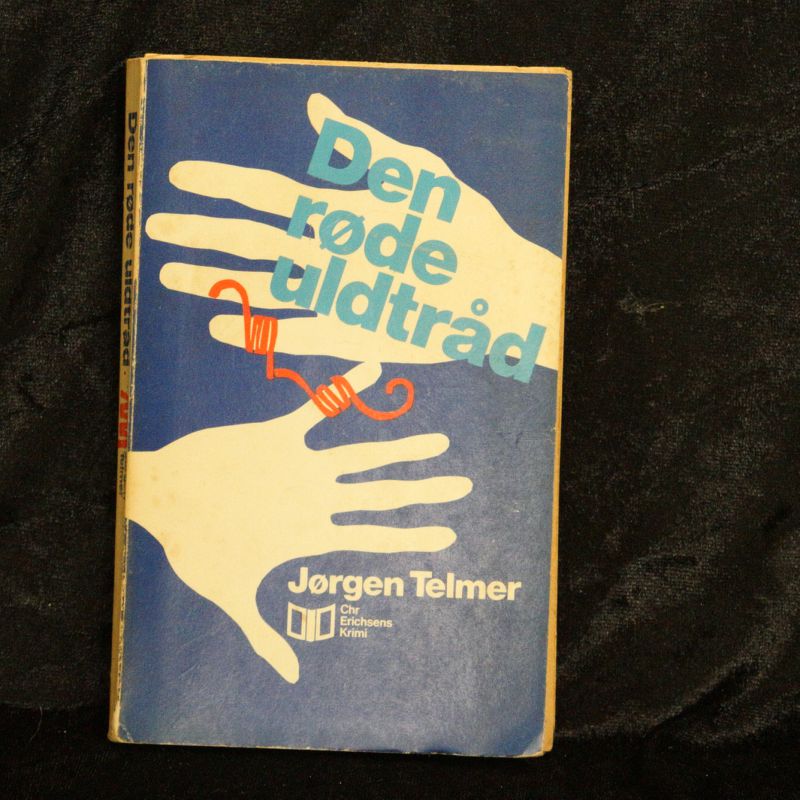 Den
røde
uldtråd
Jørgen Telmer
Chr
Erichsens
Krimi
Den røde uldtråd.